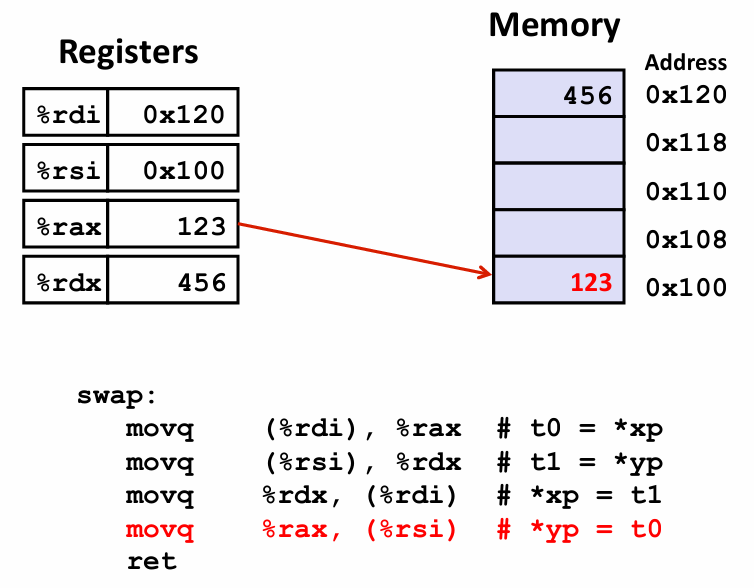 Registers
%rdi 0x120
%rsi 0x100
%rax 123
%rdx 456
Memory
Address
456 0x120
0x118
0x110
0x108
123 0x100
swap:
movq (%rdi), %rax # t0 = *xp
movq (%rsi), %rdx # t1 = *yp
movq %rdx, (%rdi) # *xp = t1
movq %rax, (%rsi) # *yp = t0
ret